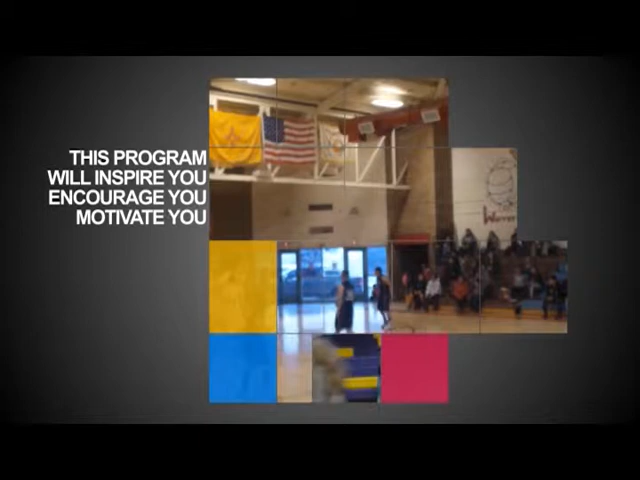 THIS PROGRAM
WILL INSPIRE YOU
ENCOURAGE YOU
MOTIVATE YOU